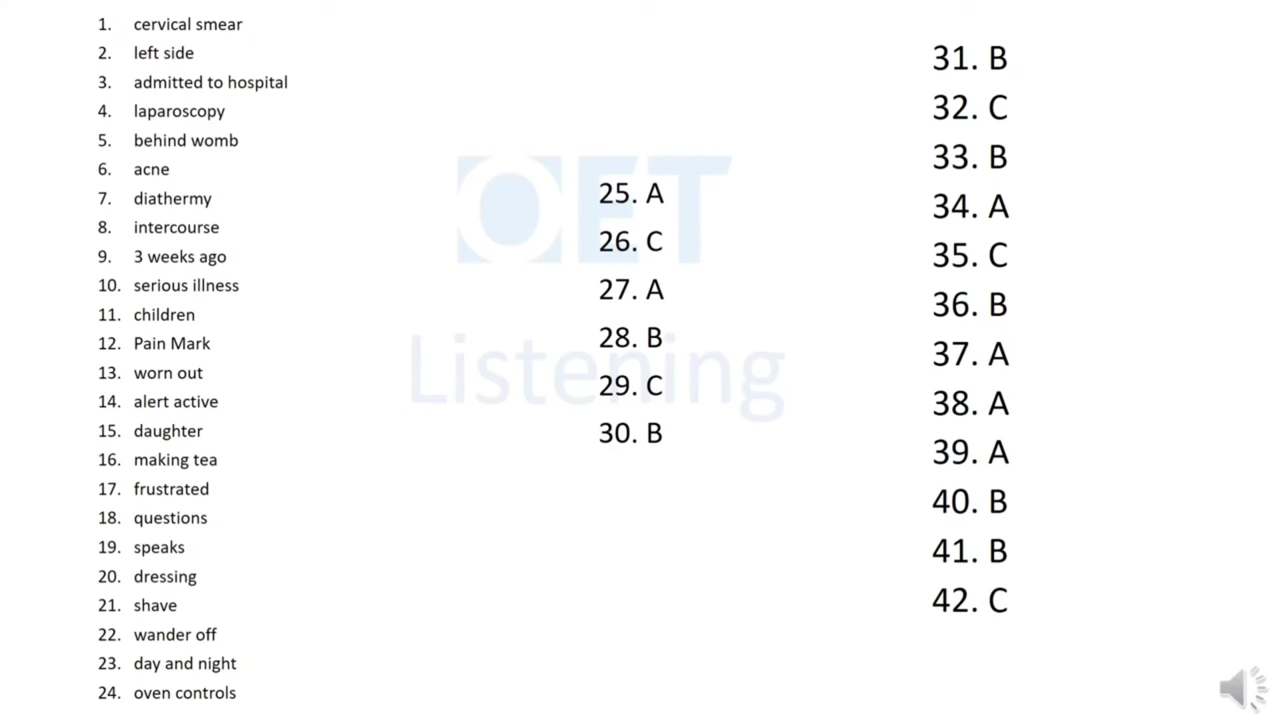 1. cervical smear
2. left side
3. admitted to hospital
4. laparoscopy
5. behind womb
6. acne
7. diathermy
8. intercourse
9. 3 weeks ago
10. serious illness
11. children
12. Pain Mark
13. worn out
14. alert active
15. daughter
16. making tea
17. frustrated
18. questions
19. speaks
20. dressing
21. shave
22. wander off
23. day and night
24. oven controls
OET
Listening
25. A
26. C
27. A
28. B
29. C
30. B
31. B
32. C
33. B
34. A
35. C
36. B
37. A
38. A
39. A
40. B
41. B
42. C